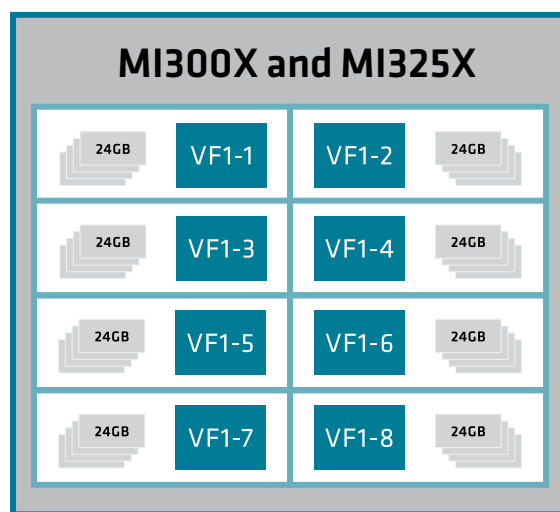 MI300X and MI325X
24GB VF1-1 VF1-2 24GB
24GB VF1-3 VF1-4 24GB
24GB VF1-5 VF1-6 24GB
24GB VF1-7 VF1-8 24GB